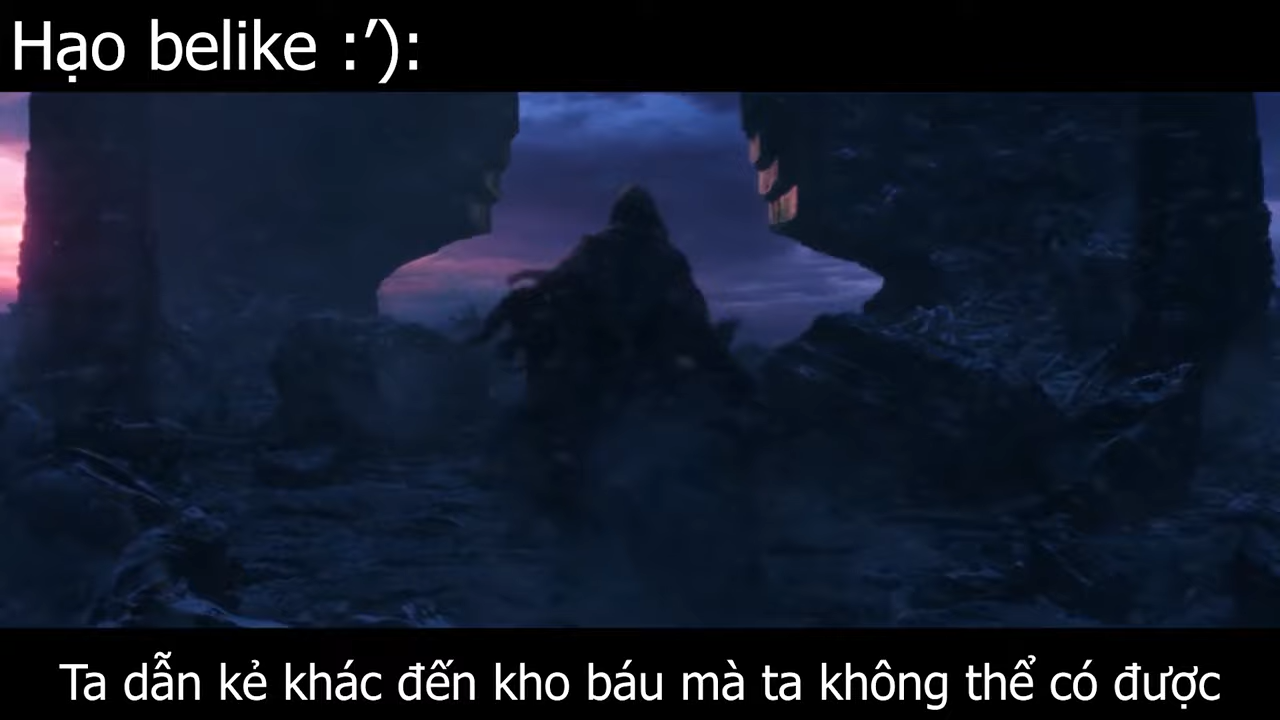 Hạo belike :’):
Ta dẫn kẻ khác đến kho báu mà ta không thể có được